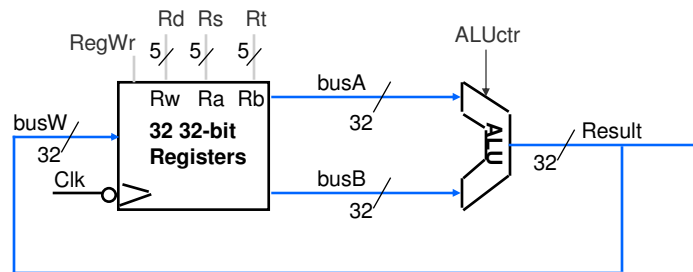 Rd Rs Rt
RegWr 5 5 5 ALUctr
Rw Ra Rb busA
busW 32 32-bit 32 ALU Result
32 Registers 32
Clk busB
32